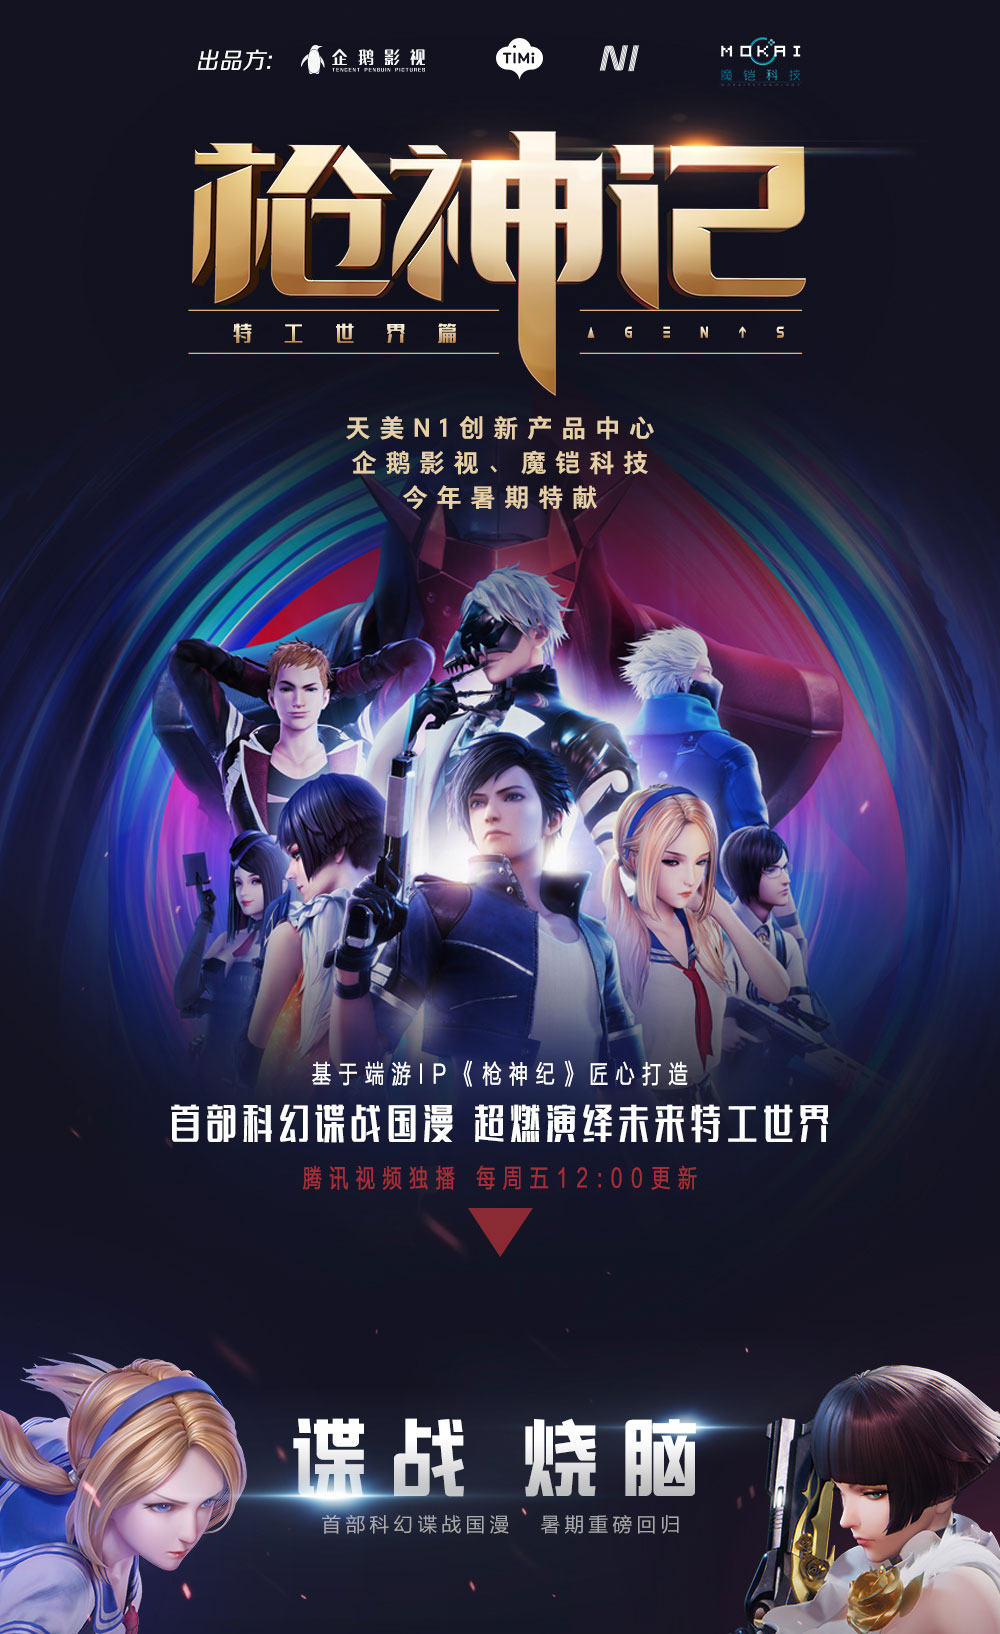 出品方:
企鹅影视
TENCENT PENGUIN PICTURES
TiMi
N1
MOKAI
魔铠科技
枪神记
特工世界篇
AGENTS
天美N1创新产品中心
企鹅影视、魔铠科技
今年暑期特献
基于端游IP《枪神纪》匠心打造
首部科幻谍战国漫 超燃演绎未来特工世界
腾讯视频独播 每周五12:00更新
谍战 烧脑
首部科幻谍战国漫 暑期重磅回归